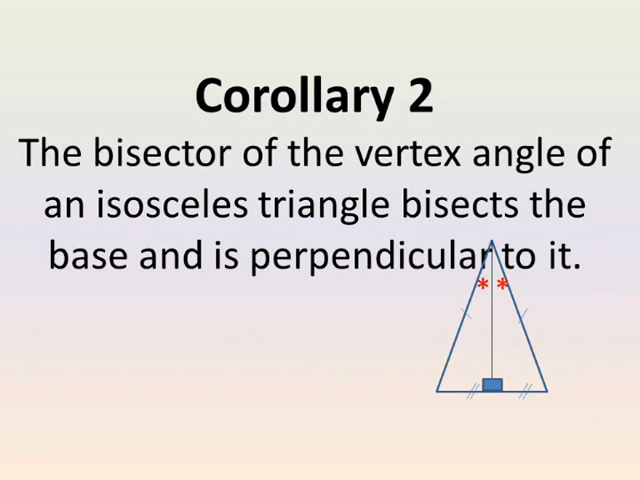 Corollary 2
The bisector of the vertex angle of
an isosceles triangle bisects the
base and is perpendicular to it.
* *